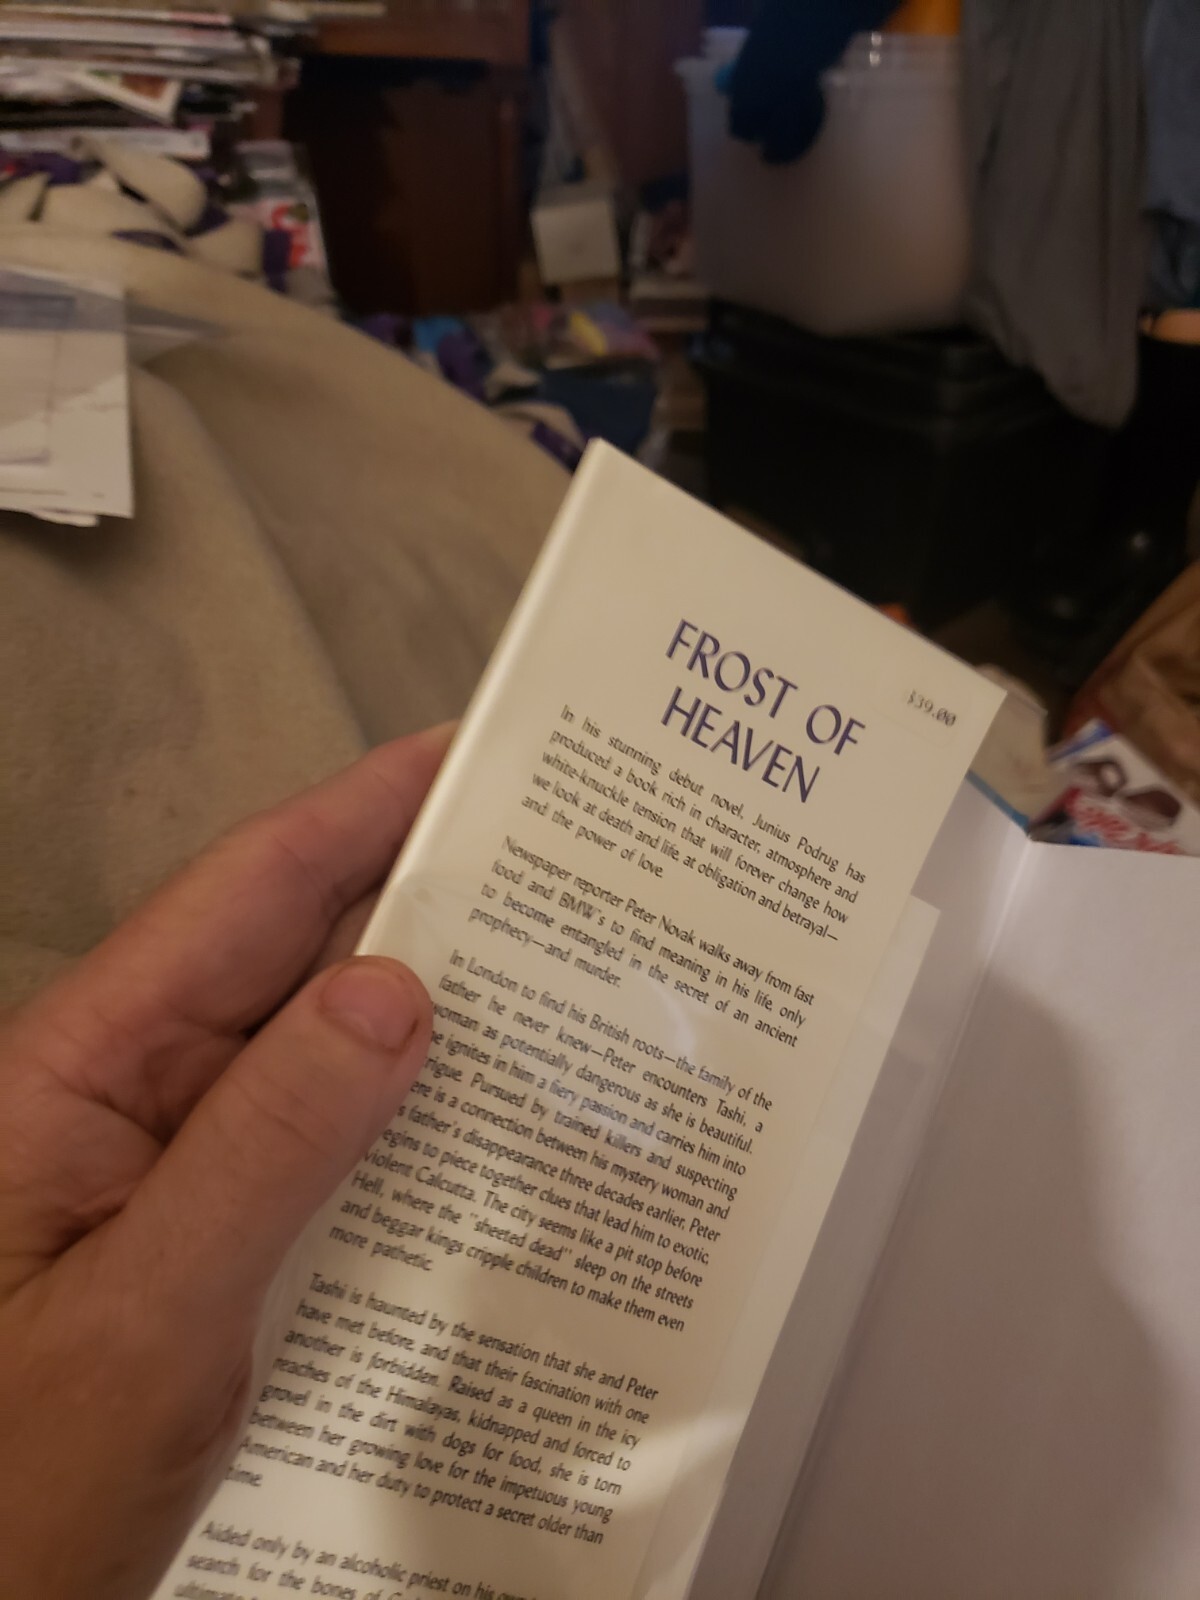 $39.00
FROST OF
HEAVEN
In his stunning debut novel, Junius Podrug has
produced a book rich in character, atmosphere and
white-knuckle tension that will forever change how
we look at death and life, at obligation and betrayal—
and the power of love.
Newspaper reporter Peter Novak walks away from fast
food and BMW's to find meaning in his life, only
to become entangled in the secret of an ancient
prophecy—and murder.
In London to find his British roots—the family of the
father he never knew—Peter encounters Tashi, a
woman as potentially dangerous as she is beautiful.
he ignites in him a fiery passion and carries him into
trigue. Pursued by trained killers and suspecting
ere is a connection between his mystery woman and
s father's disappearance three decades earlier, Peter
egins to piece together clues that lead him to exotic,
violent Calcutta. The city seems like a pit stop before
Hell, where the "sheeted dead" sleep on the streets
and beggar kings cripple children to make them even
more pathetic.
Tashi is haunted by the sensation that she and Peter
have met before, and that their fascination with one
another is forbidden. Raised as a queen in the icy
reaches of the Himalayas, kidnapped and forced to
grovel in the dirt with dogs for food, she is torn
between her growing love for the impetuous young
American and her duty to protect a secret older than
time.
Aided only by an alcoholic priest on his own
search for the bones of